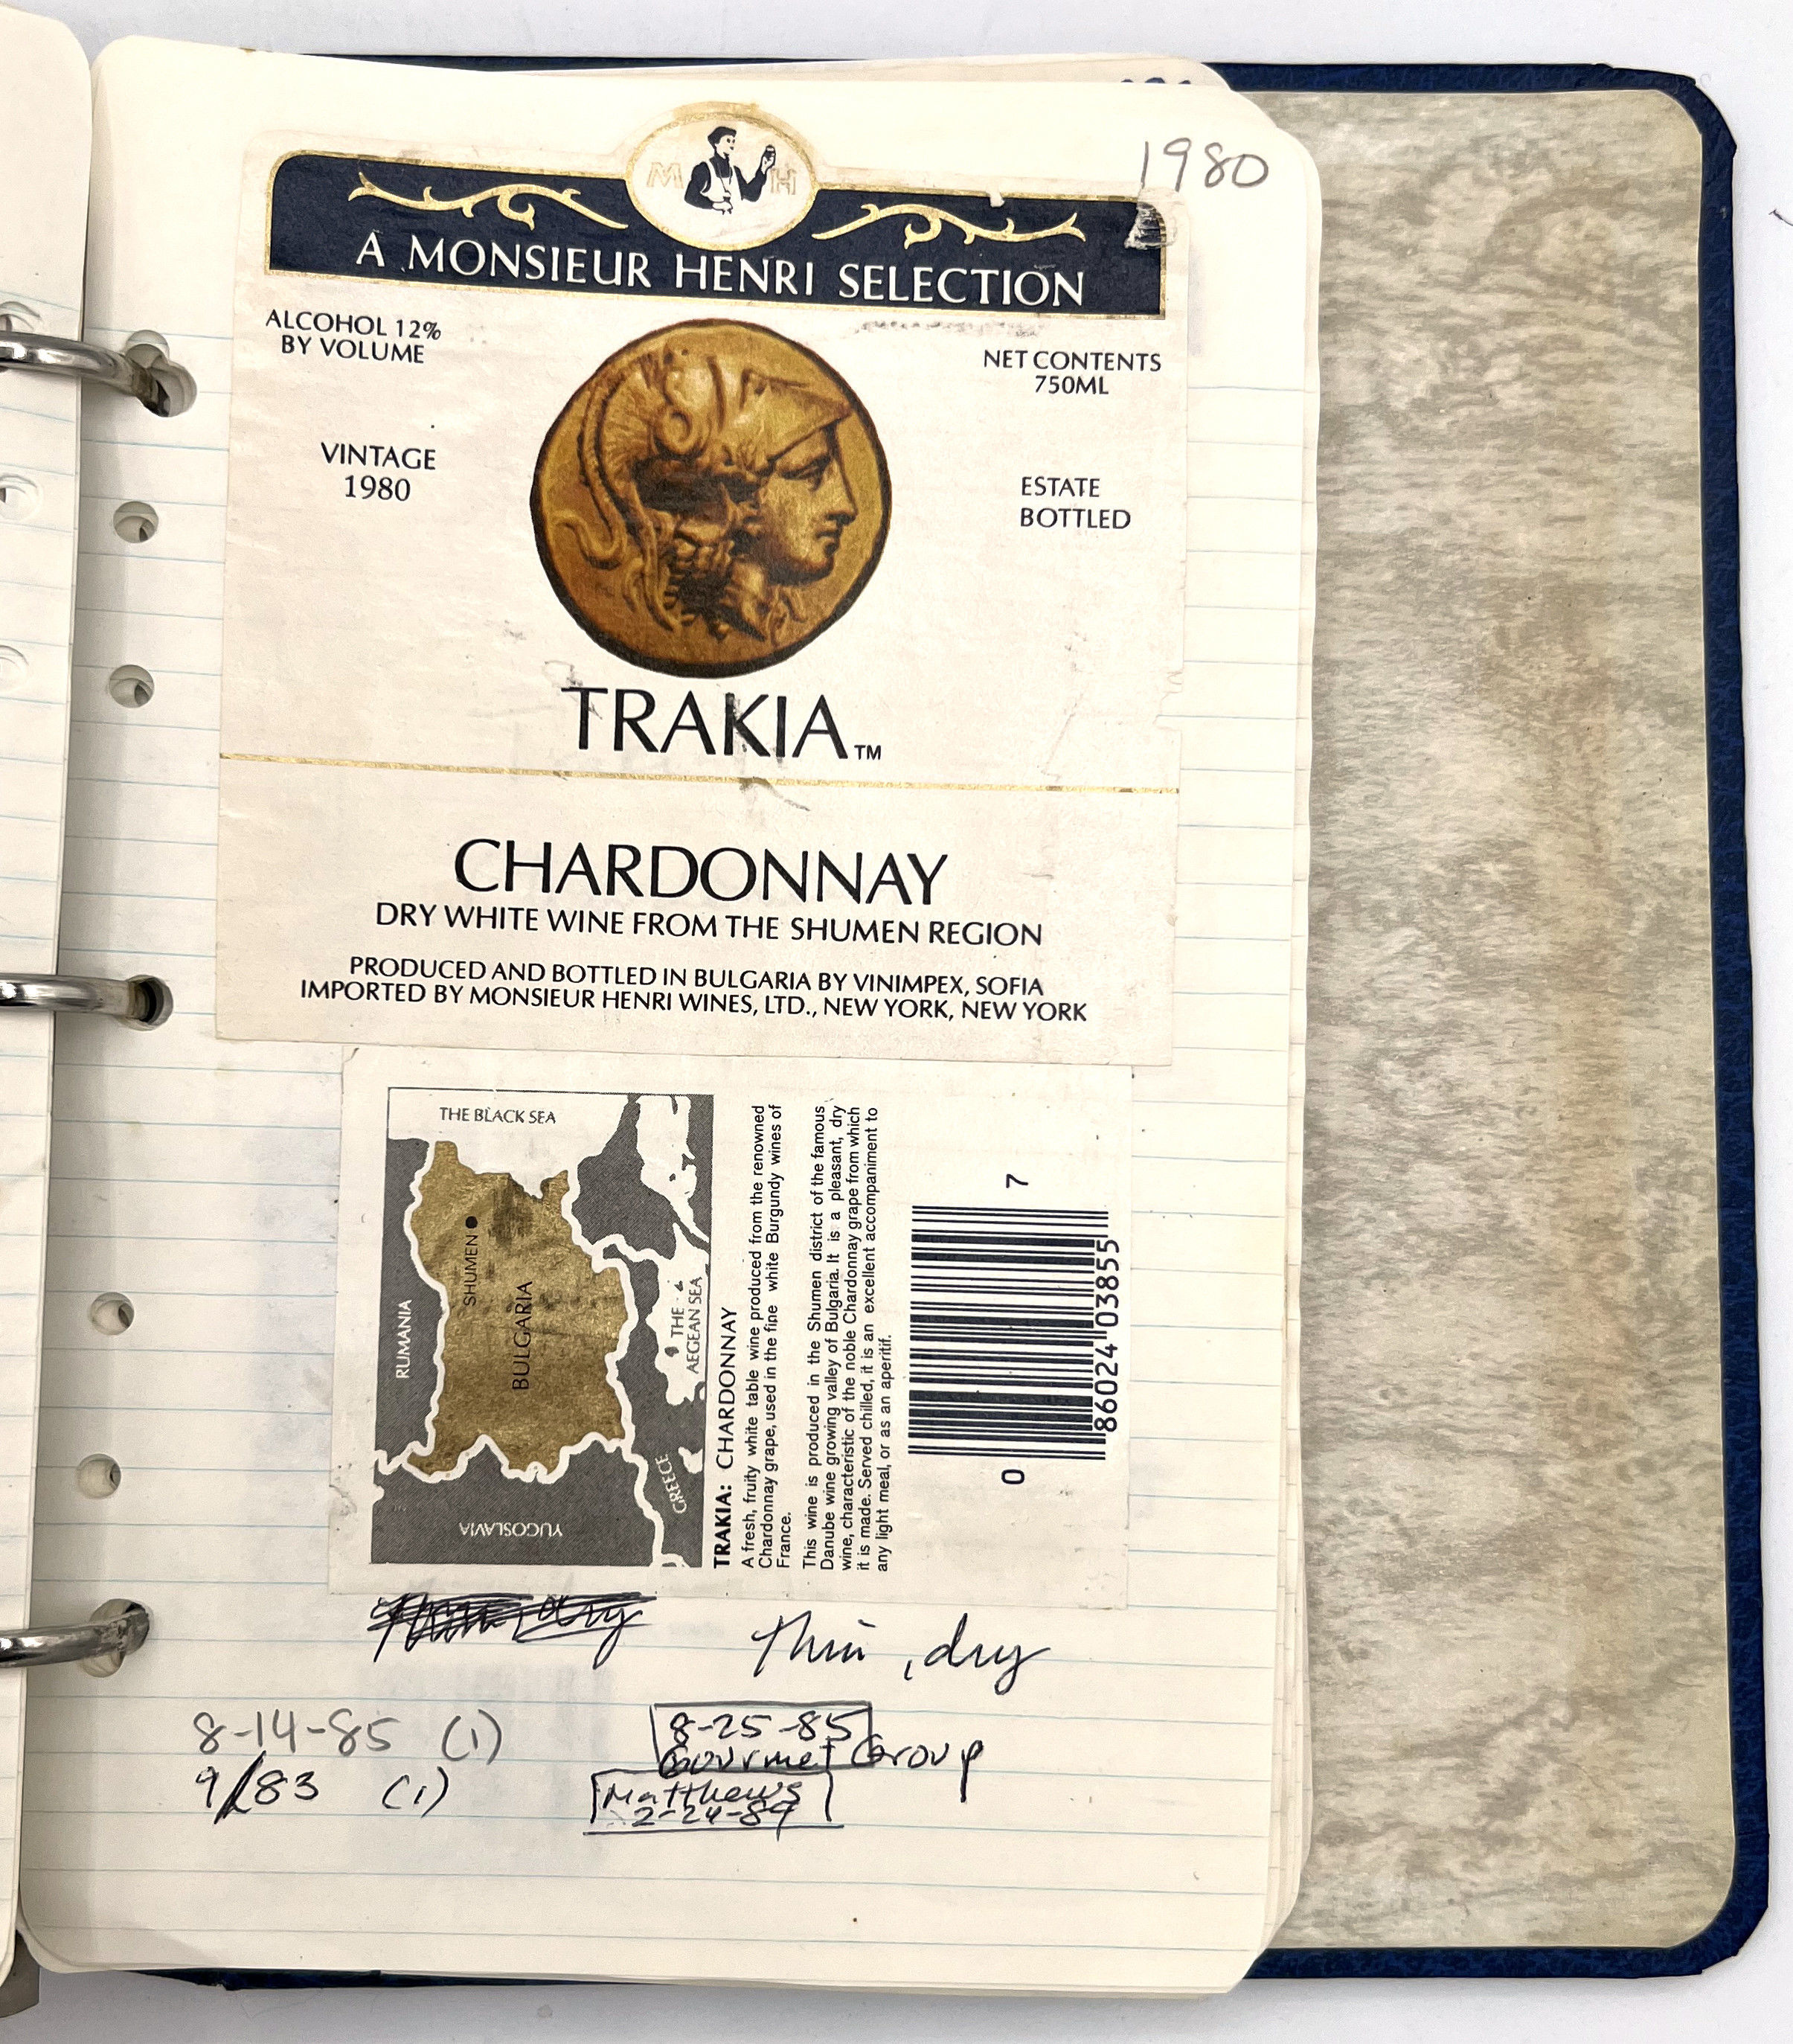 1980
M H
A MONSIEUR HENRI SELECTION
ALCOHOL 12%
BY VOLUME
NET CONTENTS
750ML
VINTAGE
1980
ESTATE
BOTTLED
TRAKIA TM
CHARDONNAY
DRY WHITE WINE FROM THE SHUMEN REGION
PRODUCED AND BOTTLED IN BULGARIA BY VINIMPEX, SOFIA
IMPORTED BY MONSIEUR HENRI WINES, LTD., NEW YORK, NEW YORK
THE BLACK SEA
RUMANIA
SHUMEN
BULGARIA
THE
AEGEAN SEA
GREECE
YUGOSLAVIA
TRAKIA: CHARDONNAY
A fresh, fruity white table wine produced from the renowned
Chardonnay grape, used in the fine white Burgundy wines of
France.
This wine is produced in the Shumen district of the famous
Danube wine growing valley of Bulgaria. It is a pleasant, dry
wine, characteristic of the noble Chardonnay grape from which
it is made. Served chilled, it is an excellent accompaniment to
any light meal, or as an aperitif.
0 86024 03855 7
thin, dry
8-14-85 (1)
9/83 (1)
8-25-85
Gourmet Group
Matthews
2-24-89